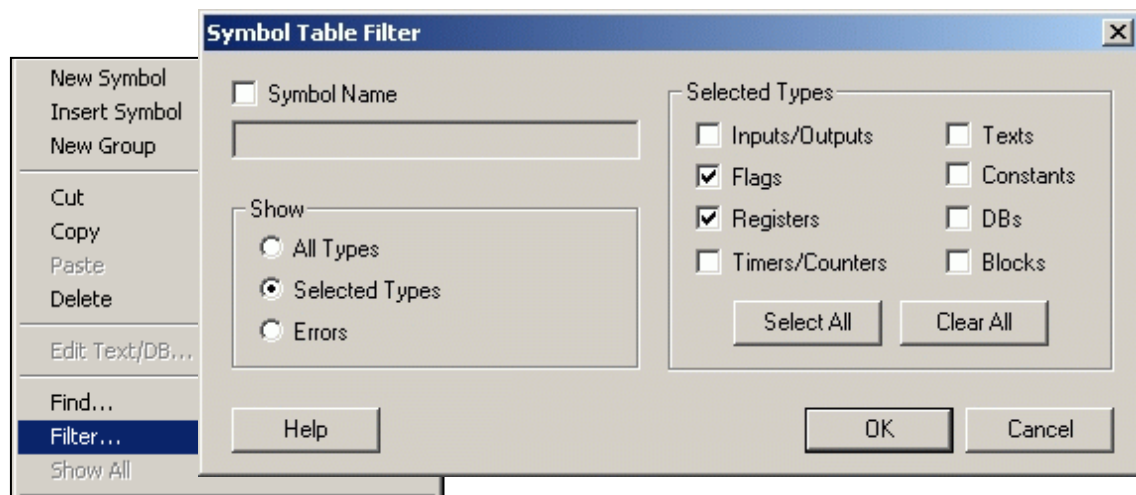 New Symbol
Insert Symbol
New Group
Cut
Copy
Paste
Delete
Edit Text/DB...
Find...
Filter...
Show All
Symbol Table Filter
Symbol Name
Show
All Types
Selected Types
Errors
Selected Types
Inputs/Outputs
Flags
Registers
Timers/Counters
Texts
Constants
DBs
Blocks
Select All
Clear All
Help
OK
Cancel